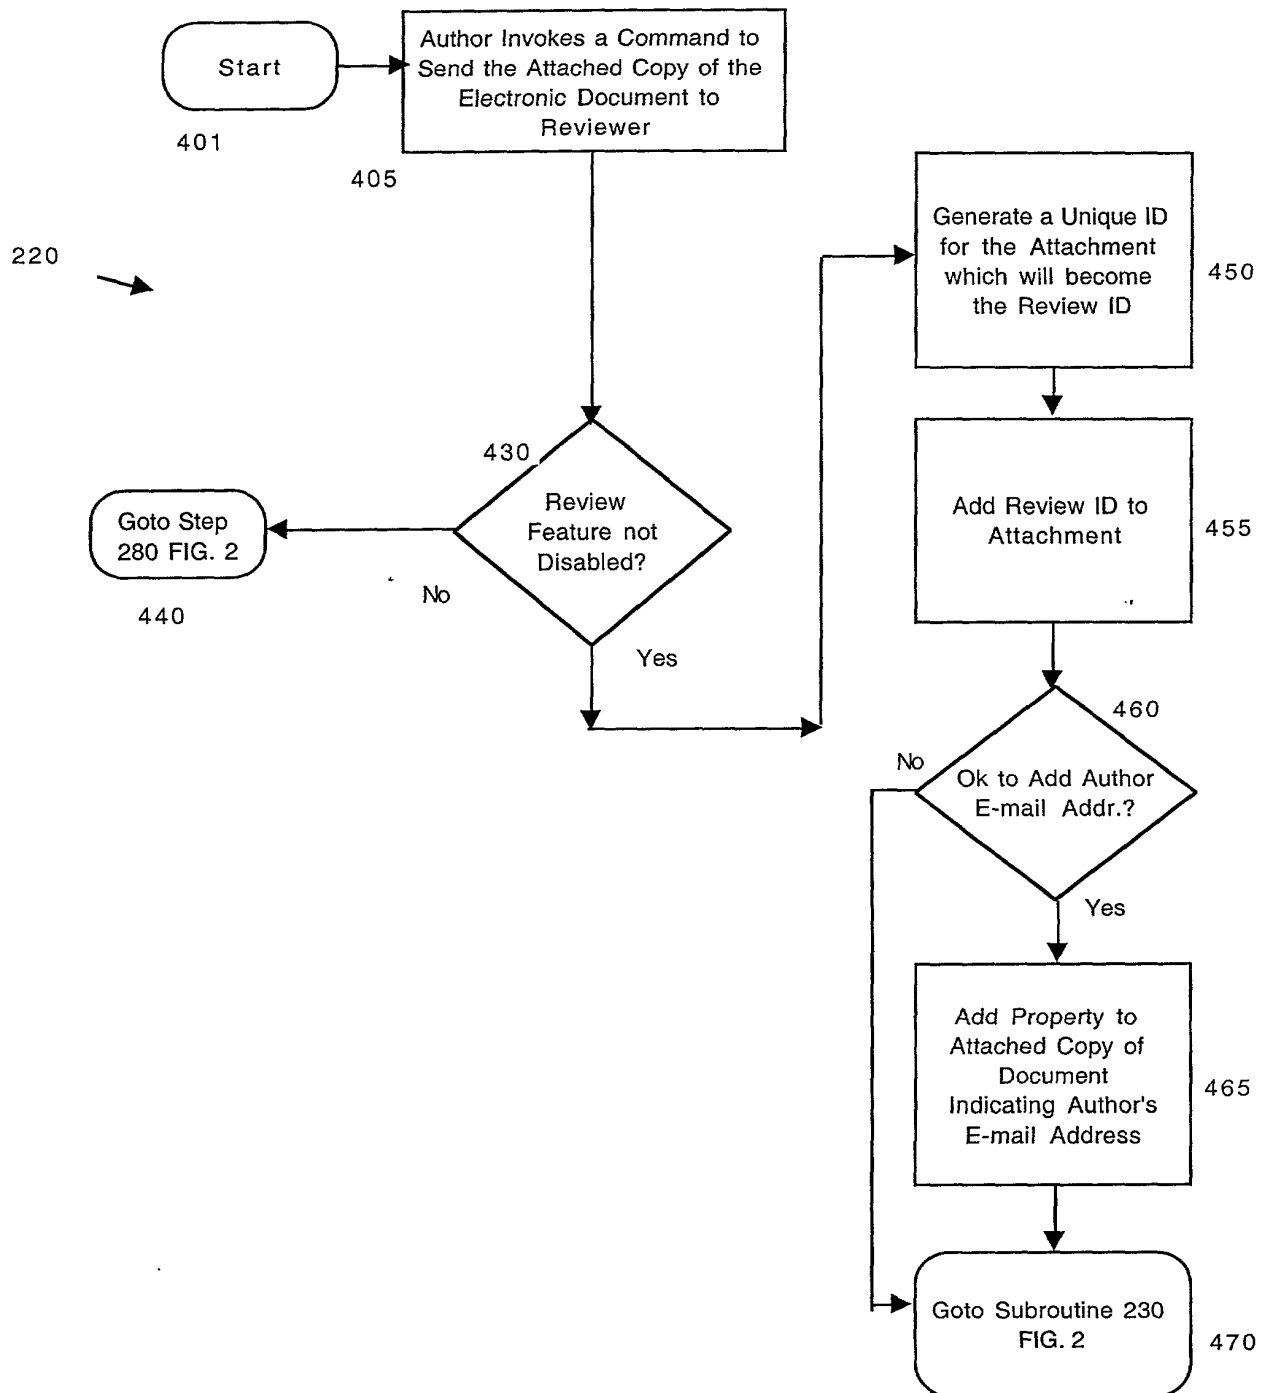 Start
401
Author Invokes a Command to
Send the Attached Copy of the
Electronic Document to
Reviewer
405
220
430
Review
Feature not
Disabled?
No
Yes
Goto Step
280 FIG. 2
440
Generate a Unique ID
for the Attachment
which will become
the Review ID
450
Add Review ID to
Attachment
455
460
Ok to Add Author
E-mail Addr.?
No
Yes
Add Property to
Attached Copy of
Document
Indicating Author's
E-mail Address
465
Goto Subroutine 230
FIG. 2
470